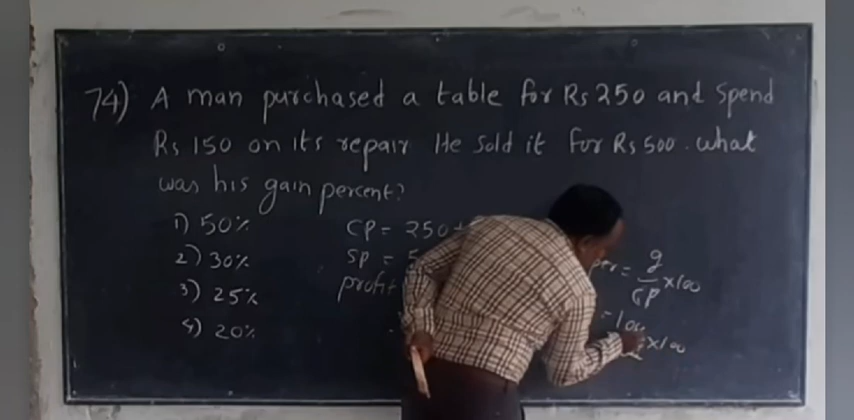 74) A man purchased a table for Rs 250 and Spend
Rs 150 on its repair He sold it for Rs 500. what
was his gain percent?
1) 50%
2) 30%
3) 25%
4) 20%
CP = 250+
SP = 5
profit
per = g/CP ×100
= 100
×100